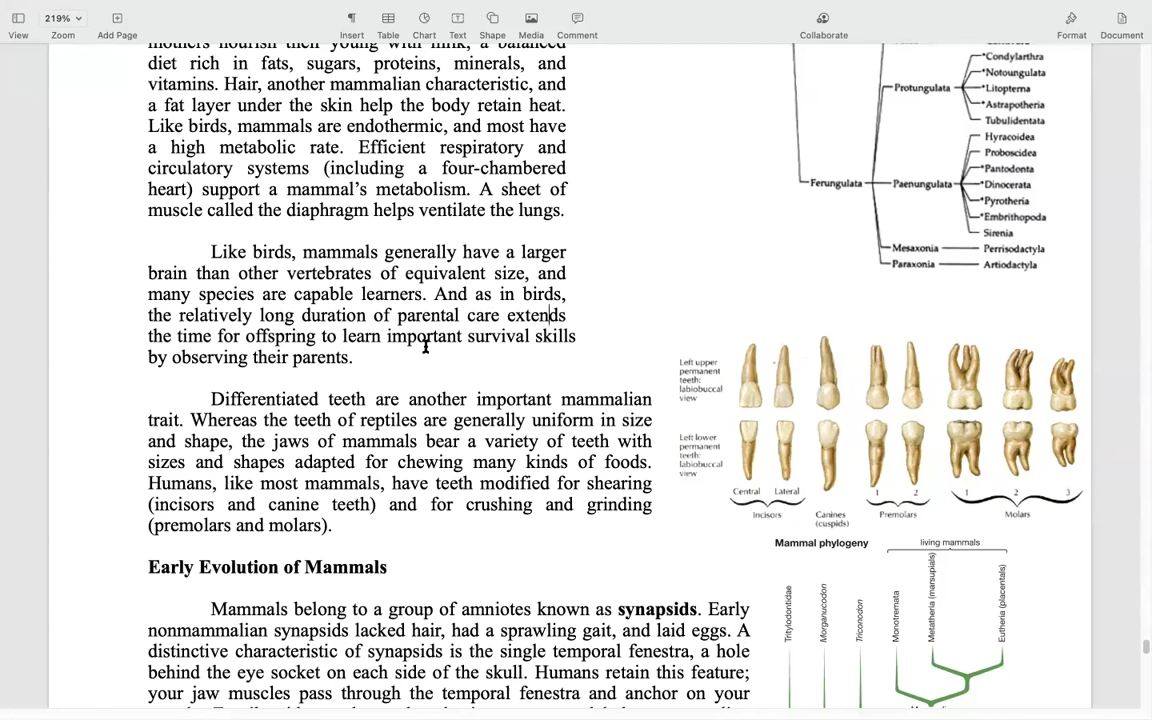 219%
View
Zoom
Add Page
Insert
Table
Chart
Text
Shape
Media
Comment
Collaborate
Format
Document
mothers nourish their young with milk, a balanced
diet rich in fats, sugars, proteins, minerals, and
vitamins. Hair, another mammalian characteristic, and
a fat layer under the skin help the body retain heat.
Like birds, mammals are endothermic, and most have
a high metabolic rate. Efficient respiratory and
circulatory systems (including a four-chambered
heart) support a mammal's metabolism. A sheet of
muscle called the diaphragm helps ventilate the lungs.
Like birds, mammals generally have a larger
brain than other vertebrates of equivalent size, and
many species are capable learners. And as in birds,
the relatively long duration of parental care extends
the time for offspring to learn important survival skills
by observing their parents.
Differentiated teeth are another important mammalian
trait. Whereas the teeth of reptiles are generally uniform in size
and shape, the jaws of mammals bear a variety of teeth with
sizes and shapes adapted for chewing many kinds of foods.
Humans, like most mammals, have teeth modified for shearing
(incisors and canine teeth) and for crushing and grinding
(premolars and molars).
Early Evolution of Mammals
Mammals belong to a group of amniotes known as synapsids. Early
nonmammalian synapsids lacked hair, had a sprawling gait, and laid eggs. A
distinctive characteristic of synapsids is the single temporal fenestra, a hole
behind the eye socket on each side of the skull. Humans retain this feature;
your jaw muscles pass through the temporal fenestra and anchor on your
*Condylarthra
*Notoungulata
Protungulata
*Litopterna
*Astrapotheria
Tubulidentata
Hyracoidea
Proboscidea
*Pantodonta
Ferungulata
Paenungulata
*Dinocerata
*Pyrotheria
*Embrithopoda
Sirenia
Mesaxonia
Perrisodactyla
Paraxonia
Artiodactyla
Left upper
permanent
teeth:
labiobuccal
view
Left lower
permanent
teeth:
labiobuccal
view
Central
Lateral
1
2
1
2
3
Incisors
Canines
(cuspids)
Premolars
Molars
Mammal phylogeny
living mammals
Tritylodontidae
Morganucodon
Triconodon
Monotremata
Metatheria (marsupials)
Eutheria (placentals)